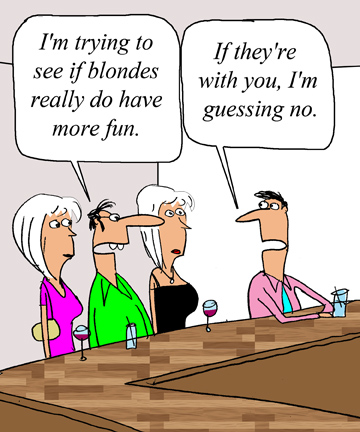 I'm trying to
see if blondes
really do have
more fun.
If they're
with you, I'm
guessing no.